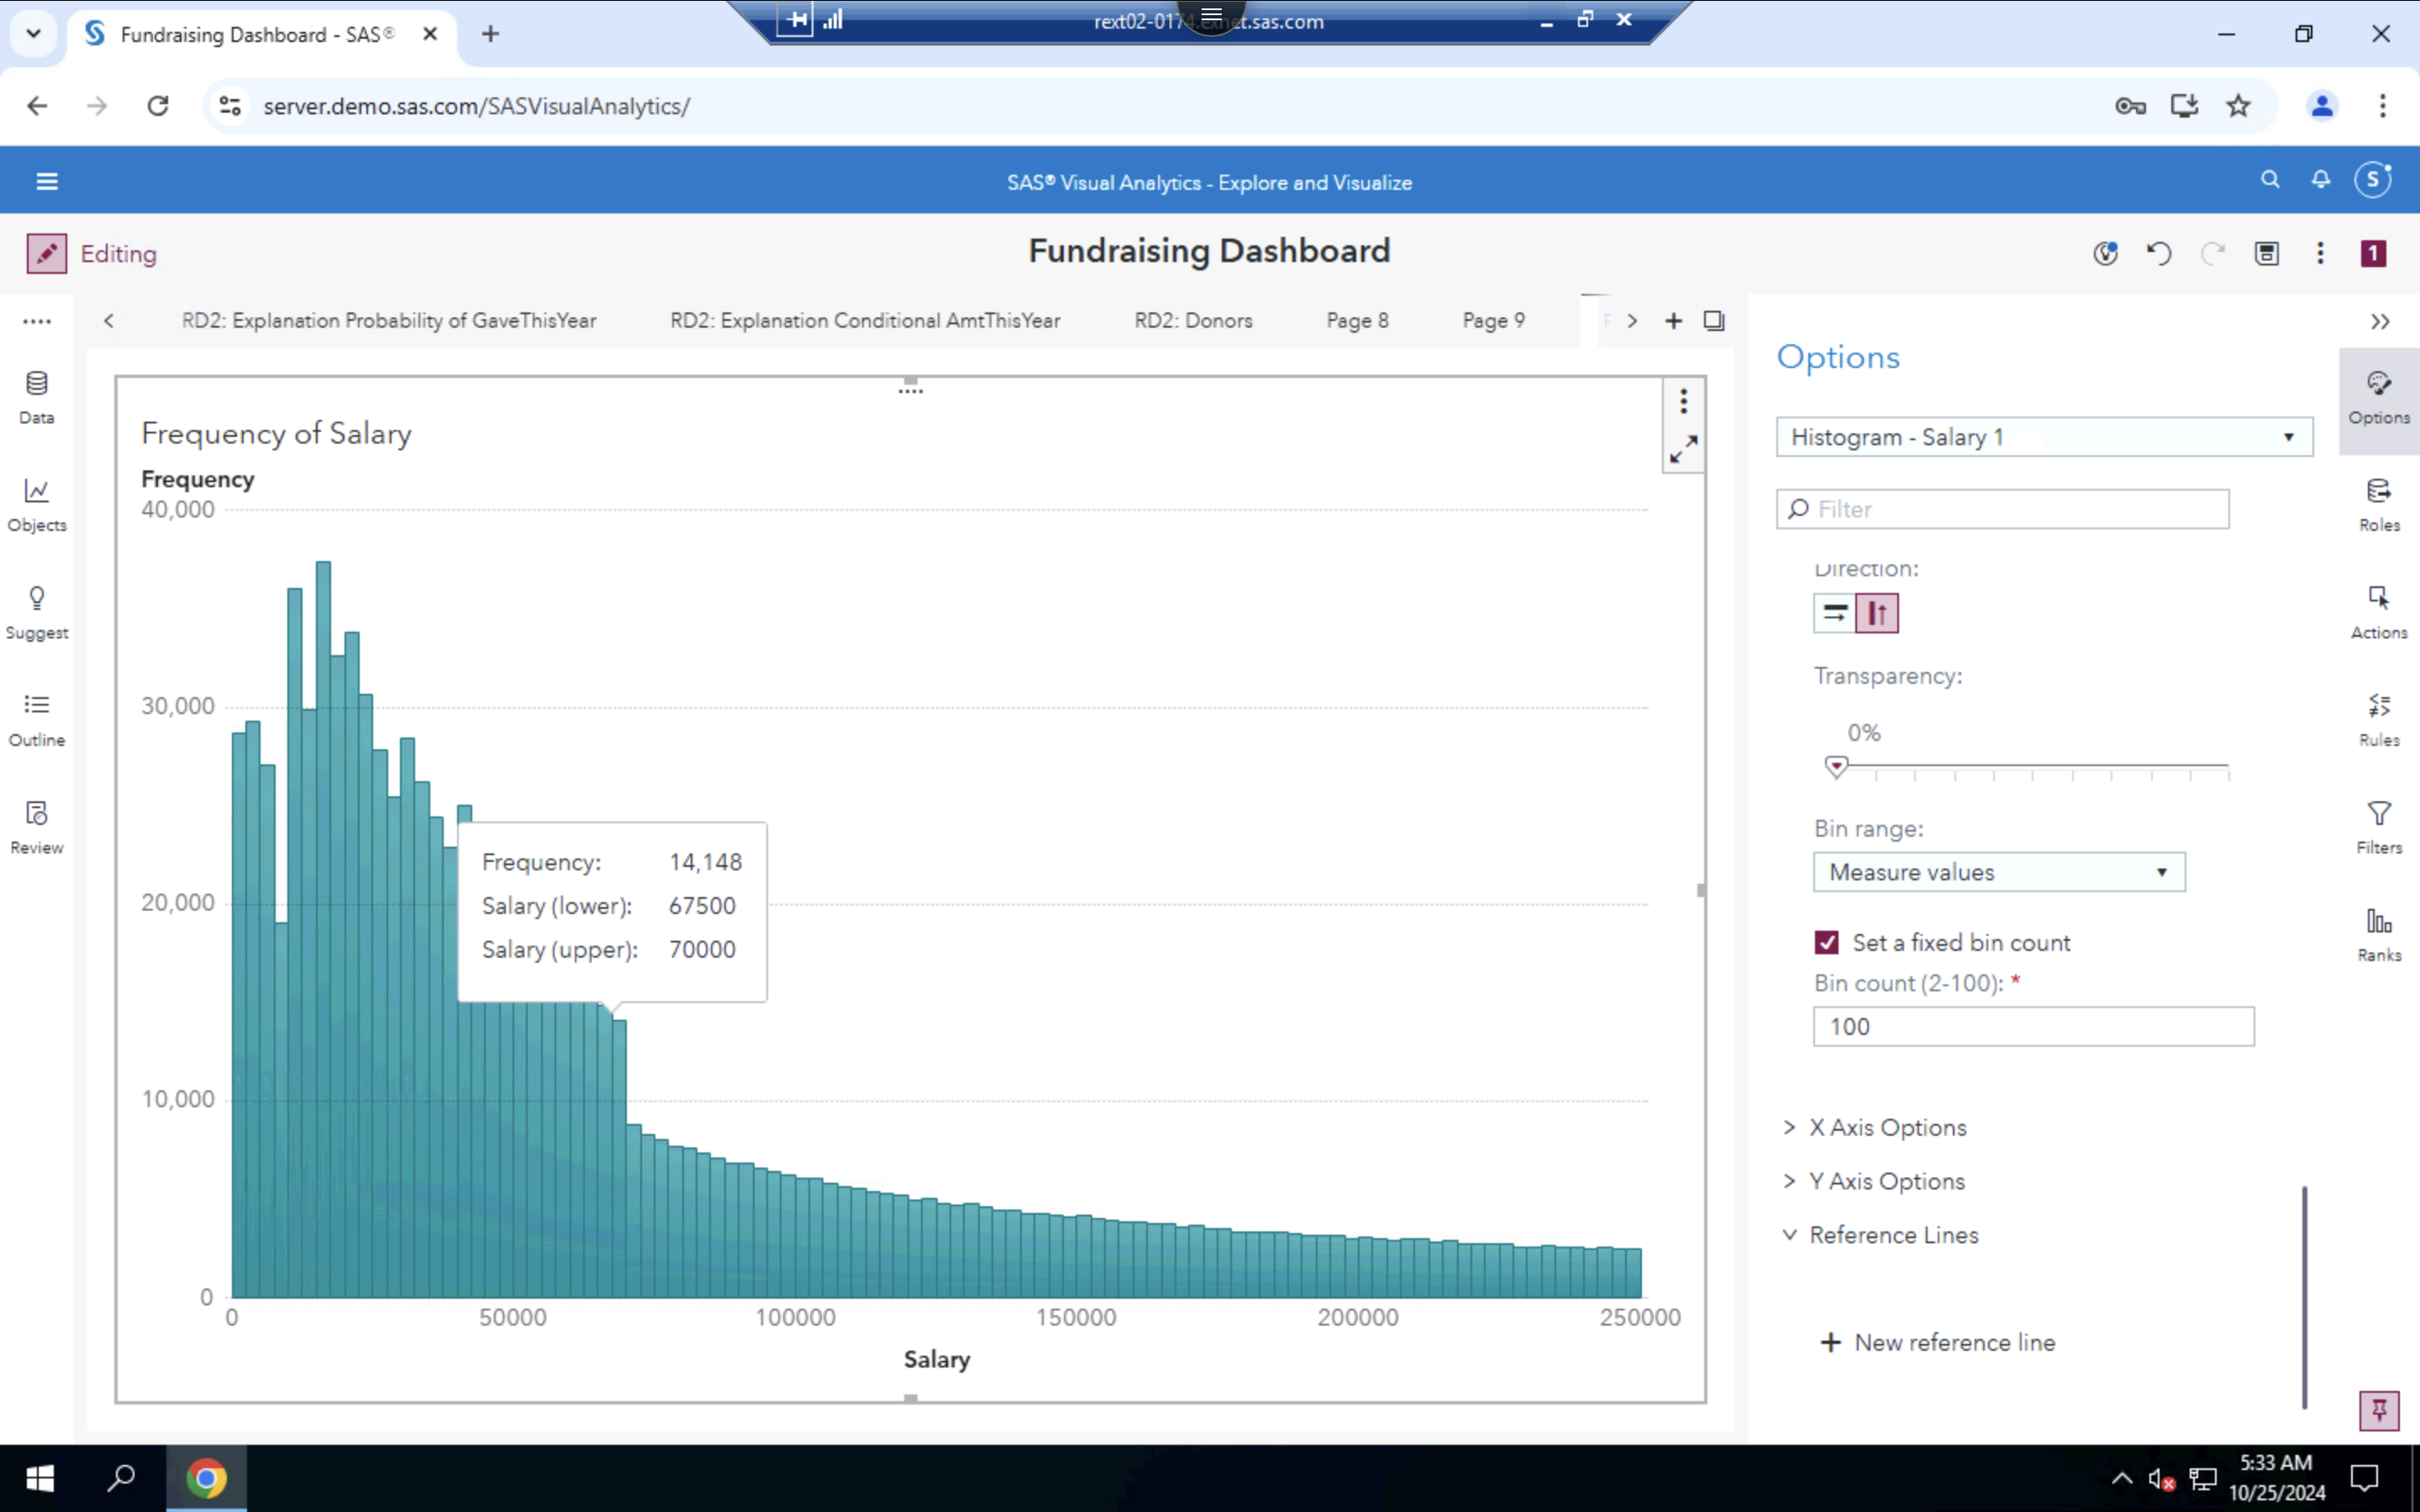 Fundraising Dashboard - SAS®
server.demo.sas.com/SASVisualAnalytics/
SAS® Visual Analytics - Explore and Visualize
S
Editing
Fundraising Dashboard
1
RD2: Explanation Probability of GaveThisYear
RD2: Explanation Conditional AmtThisYear
RD2: Donors
Page 8
Page 9
Data
Objects
Suggest
Outline
Review
Frequency of Salary
Frequency
40,000
30,000
20,000
10,000
0
Frequency: 14,148
Salary (lower): 67500
Salary (upper): 70000
0
50000
100000
150000
200000
250000
Salary
Options
Histogram - Salary 1
Filter
Direction:
Transparency:
0%
Bin range:
Measure values
Set a fixed bin count
Bin count (2-100): *
100
X Axis Options
Y Axis Options
Reference Lines
New reference line
Options
Roles
Actions
Rules
Filters
Ranks
5:33 AM
10/25/2024